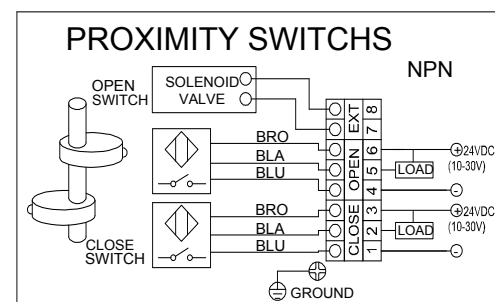 PROXIMITY SWITCHS
NPN
OPEN
SWITCH
SOLENOID
VALVE
EXT
8
7
BRO
BLA
BLU
OPEN
6
5
4
LOAD
24VDC
(10-30V)
BRO
BLA
BLU
CLOSE
3
2
1
LOAD
24VDC
(10-30V)
CLOSE
SWITCH
GROUND